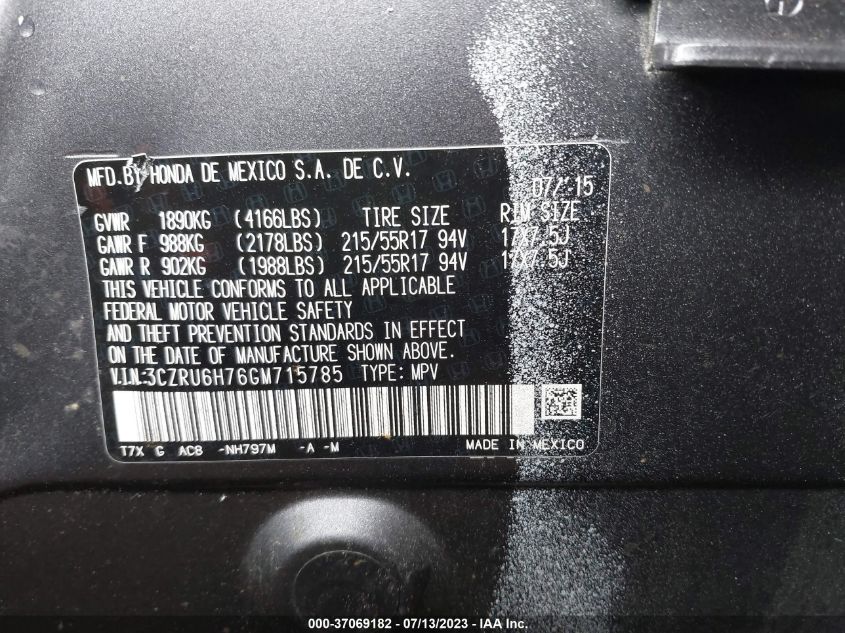 MFD.BY HONDA DE MEXICO S.A. DE C.V.
07/15
GVWR 1890KG (4166LBS) TIRE SIZE RIM SIZE
GAWR F 988KG (2178LBS) 215/55R17 94V 17X7.5J
GAWR R 902KG (1988LBS) 215/55R17 94V 17X7.5J
THIS VEHICLE CONFORMS TO ALL APPLICABLE
FEDERAL MOTOR VEHICLE SAFETY
AND THEFT PREVENTION STANDARDS IN EFFECT
ON THE DATE OF MANUFACTURE SHOWN ABOVE.
V.I.N:3CZRU6H76GM715785 TYPE: MPV
T7X G AC8 -NH797M -A -M MADE IN MEXICO
000-37069182 - 07/13/2023 - IAA Inc.